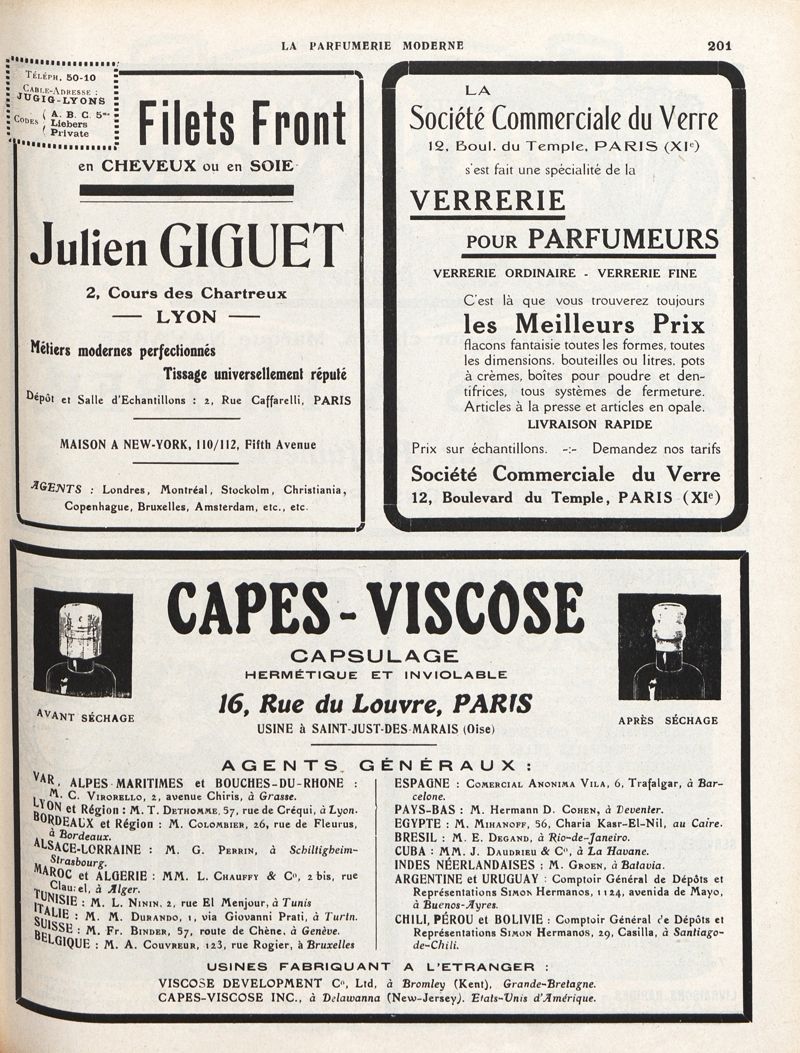 LA PARFUMERIE MODERNE
201
TÉLÉPH. 50-10
CABLE-ADRESSE :
JUGIG-LYONS
CODES { A. B. C. 5me
Liebers
Private
Filets Front
en CHEVEUX ou en SOIE
Julien GIGUET
2, Cours des Chartreux
— LYON —
Métiers modernes perfectionnés
Tissage universellement réputé
Dépôt et Salle d'Echantillons : 2, Rue Caffarelli, PARIS
MAISON A NEW-YORK, 110/112, Fifth Avenue
AGENTS : Londres, Montréal, Stockolm, Christiania,
Copenhague, Bruxelles, Amsterdam, etc., etc.
LA
Société Commerciale du Verre
12, Boul. du Temple, PARIS (XIe)
s'est fait une spécialité de la
VERRERIE
POUR PARFUMEURS
VERRERIE ORDINAIRE - VERRERIE FINE
C'est là que vous trouverez toujours
les Meilleurs Prix
flacons fantaisie toutes les formes, toutes
les dimensions. bouteilles ou litres. pots
à crèmes, boîtes pour poudre et den-
tifrices, tous systèmes de fermeture.
Articles à la presse et articles en opale.
LIVRAISON RAPIDE
Prix sur échantillons. -:- Demandez nos tarifs
Société Commerciale du Verre
12, Boulevard du Temple, PARIS (XIe)
CAPES-VISCOSE
CAPSULAGE
HERMÉTIQUE ET INVIOLABLE
16, Rue du Louvre, PARIS
USINE à SAINT-JUST-DES-MARAIS (Oise)
AVANT SÉCHAGE
APRÈS SÉCHAGE
AGENTS GÉNÉRAUX :
VAR, ALPES MARITIMES et BOUCHES-DU-RHONE :
M. C. VIRORELLO, 2, avenue Chiris, à Grasse.
LYON et Région : M. T. DETHOMME, 57, rue de Créqui, à Lyon.
BORDEAUX et Région : M. COLOMBIER, 26, rue de Fleurus,
à Bordeaux.
ALSACE-LORRAINE : M. G. PERRIN, à Schiltigheim-
Strasbourg.
MAROC et ALGERIE : MM. L. CHAUFFY & Co, 2 bis, rue
Clauzel, à Alger.
TUNISIE : M. L. NININ, 2, rue El Menjour, à Tunis
ITALIE : M. M. DURANDO, 1, via Giovanni Prati, à Turin.
SUISSE : M. Fr. BINDER, 57, route de Chêne, à Genève.
BELGIQUE : M. A. COUVREUR, 123, rue Rogier, à Bruxelles
ESPAGNE : COMERCIAL ANONIMA VILA, 6, Trafalgar, à Bar-
celone.
PAYS-BAS : M. Hermann D. COHEN, à Deventer.
EGYPTE : M. MIHANOFF, 56, Charia Kasr-El-Nil, au Caire.
BRESIL : M. E. DEGAND, à Rio-de-Janeiro.
CUBA : MM. J. DAUDRIEU & Co, à La Havane.
INDES NÉERLANDAISES : M. GROEN, à Batavia.
ARGENTINE et URUGUAY : Comptoir Général de Dépôts et
Représentations SIMON Hermanos, 1124, avenida de Mayo,
à Buenos-Ayres.
CHILI, PÉROU et BOLIVIE : Comptoir Général de Dépôts et
Représentations SIMON Hermanos, 29, Casilla, à Santiago-
de-Chili.
USINES FABRIQUANT A L'ETRANGER :
VISCOSE DEVELOPMENT Co, Ltd, à Bromley (Kent), Grande-Bretagne.
CAPES-VISCOSE INC., à Delawanna (New-Jersey). Etats-Unis d'Amérique.